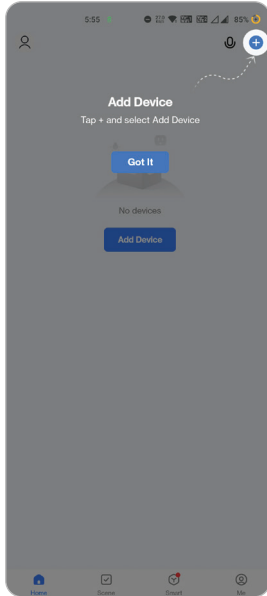 5:55
85%
Add Device
Tap + and select Add Device
Got It
No devices
Add Device
Home
Scene
Smart
Me